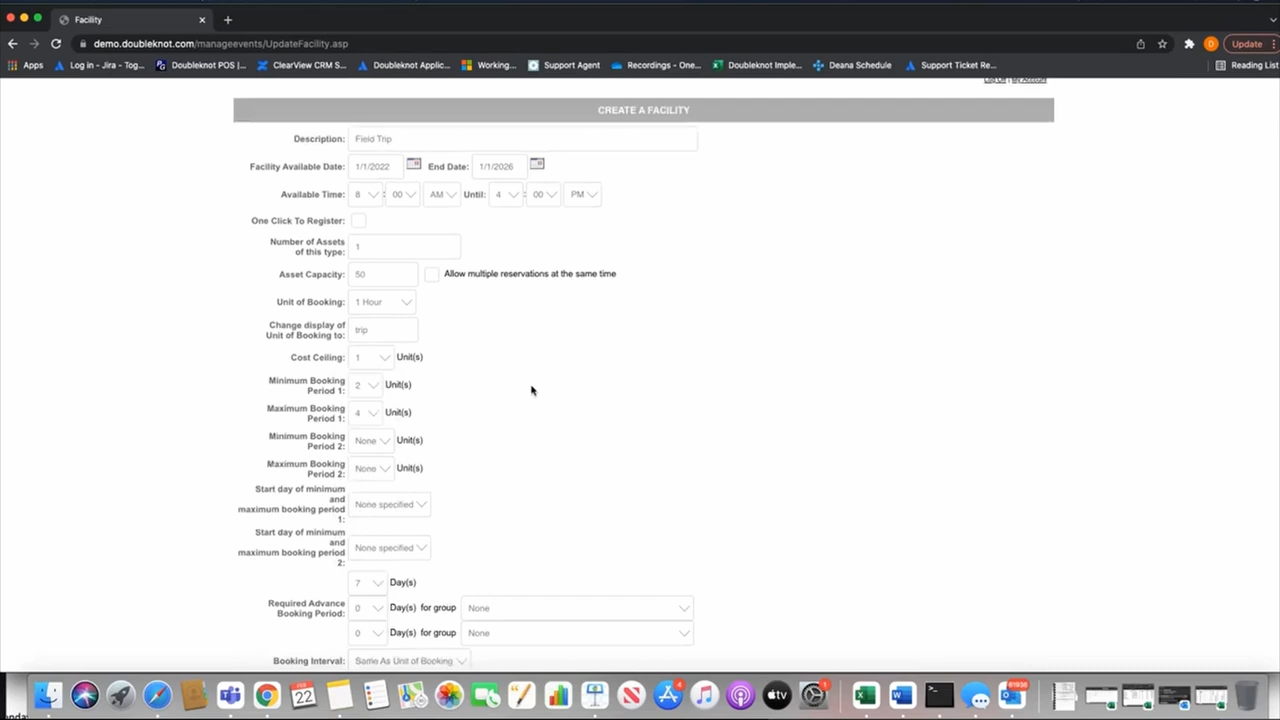 Facility
demo.doubleknot.com/manageevents/UpdateFacility.asp
Update
Apps
Log in - Jira - Tog...
Doubleknot POS |...
ClearView CRM S...
Doubleknot Applic...
Working...
Support Agent
Recordings - One...
Doubleknot Imple...
Deana Schedule
Support Ticket Re...
Reading List
Log Off | My Account
CREATE A FACILITY
Description: Field Trip
Facility Available Date: 1/1/2022 End Date: 1/1/2026
Available Time: 8 : 00 AM Until: 4 : 00 PM
One Click To Register:
Number of Assets
of this type: 1
Asset Capacity: 50 Allow multiple reservations at the same time
Unit of Booking: 1 Hour
Change display of
Unit of Booking to: trip
Cost Ceiling: 1 Unit(s)
Minimum Booking
Period 1: 2 Unit(s)
Maximum Booking
Period 1: 4 Unit(s)
Minimum Booking
Period 2: None Unit(s)
Maximum Booking
Period 2: None Unit(s)
Start day of minimum
and
maximum booking period
1: None specified
Start day of minimum
and
maximum booking period
2: None specified
7 Day(s)
Required Advance
Booking Period: 0 Day(s) for group None
0 Day(s) for group None
Booking Interval: Same As Unit of Booking
FEB
22
4
tv
1
61930